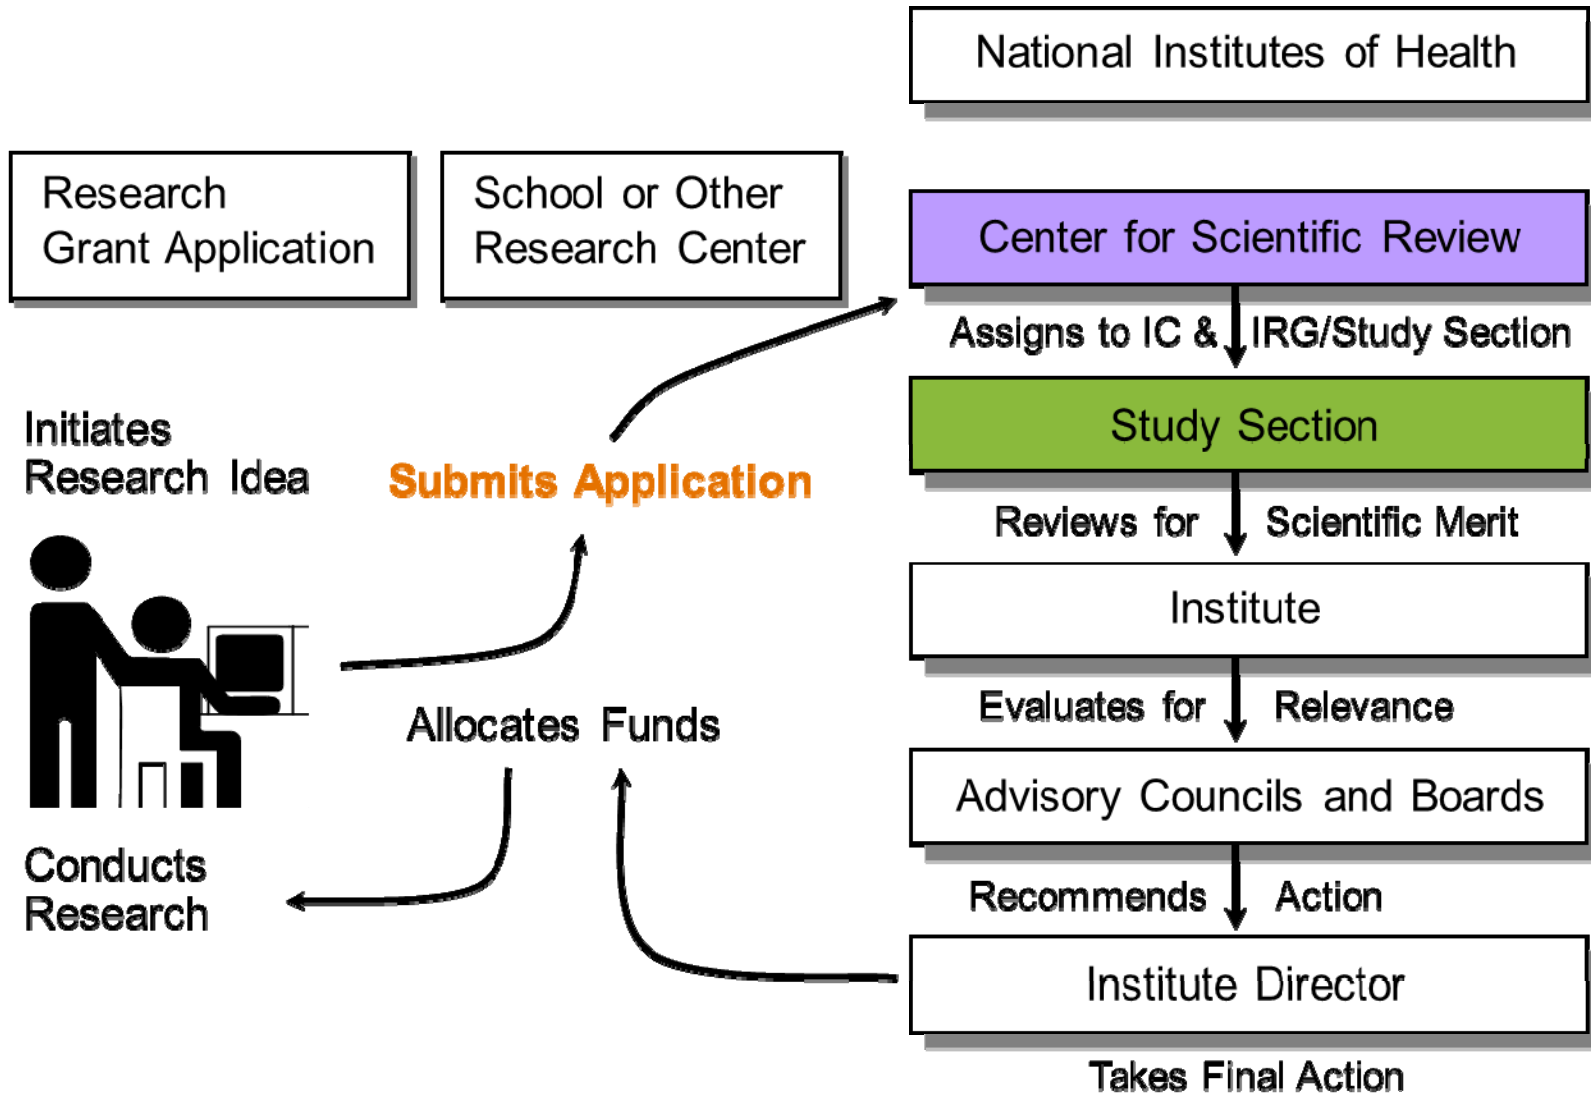 National Institutes of Health
Research
Grant Application
School or Other
Research Center
Center for Scientific Review
Assigns to IC & IRG/Study Section
Study Section
Reviews for Scientific Merit
Institute
Evaluates for Relevance
Advisory Councils and Boards
Recommends Action
Institute Director
Takes Final Action
Initiates
Research Idea
Submits Application
Allocates Funds
Conducts
Research